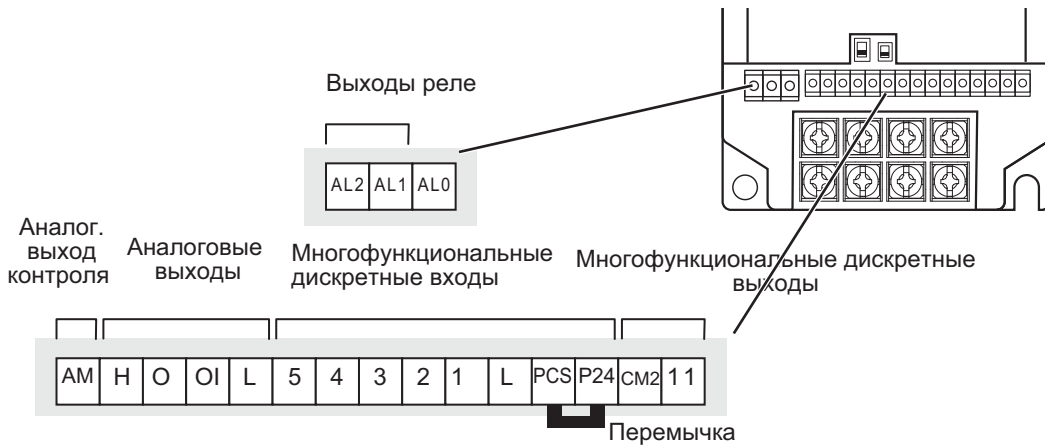 Выходы реле
AL2 AL1 AL0
Аналог.
выход
контроля
Аналоговые
выходы
Многофункциональные
дискретные входы
Многофункциональные дискретные
выходы
AM H O OI L 5 4 3 2 1 L PCS P24 CM2 11
Перемычка